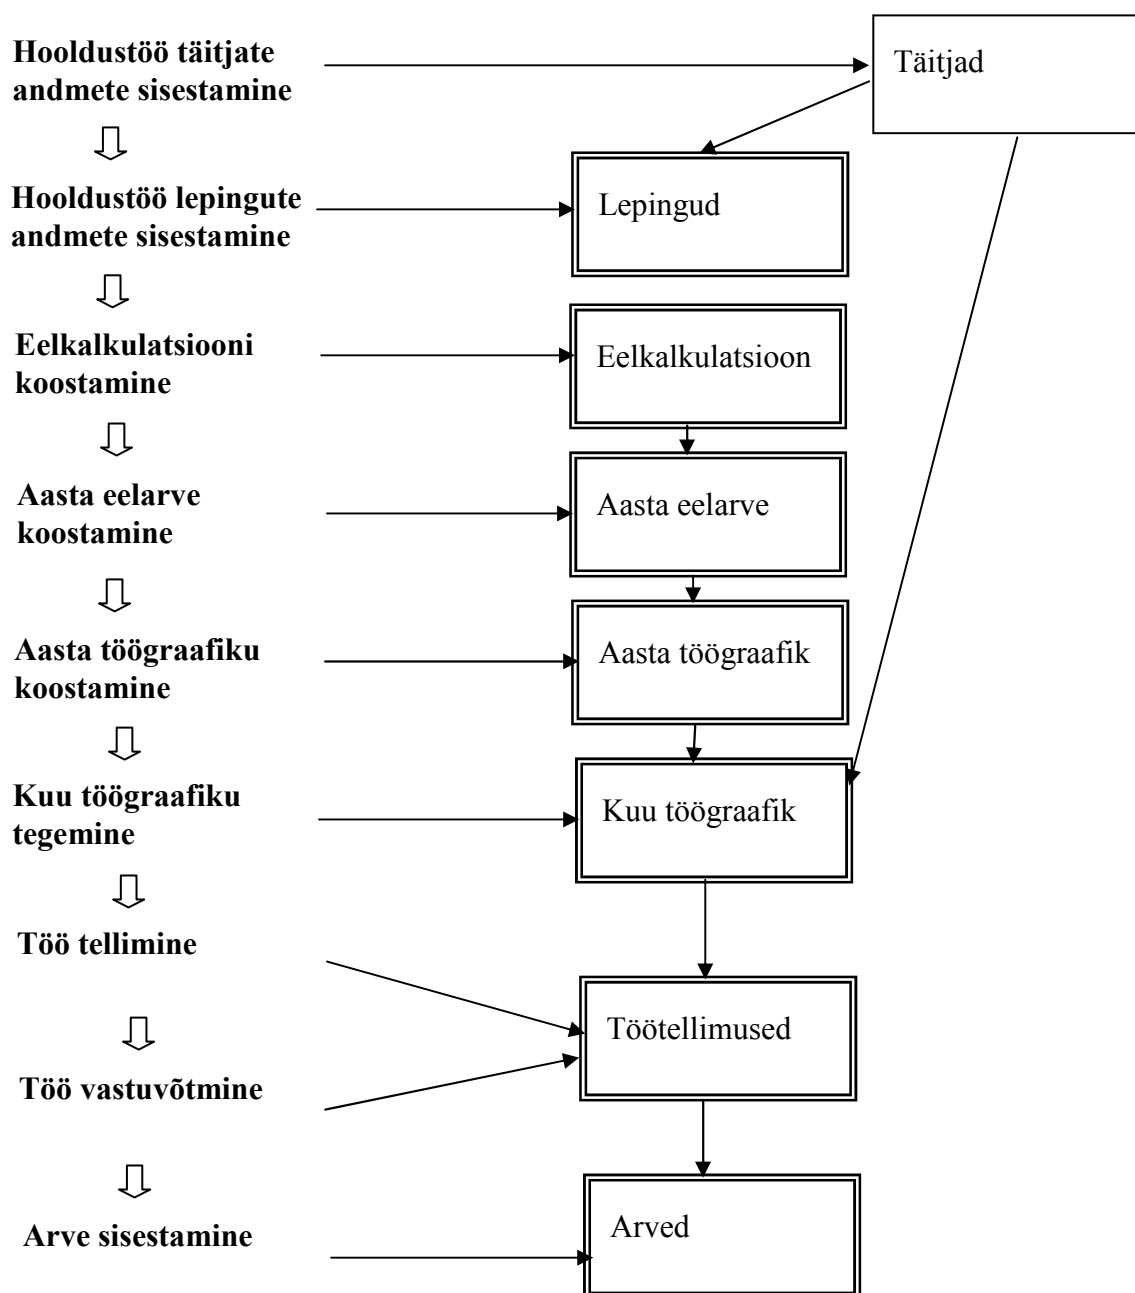 Hooldustöö täitjate
andmete sisestamine
Täitjad
Hooldustöö lepingute
andmete sisestamine
Lepingud
Eelkalkulatsiooni
koostamine
Eelkalkulatsioon
Aasta eelarve
koostamine
Aasta eelarve
Aasta töögraafiku
koostamine
Aasta töögraafik
Kuu töögraafiku
tegemine
Kuu töögraafik
Töö tellimine
Töötellimused
Töö vastuvõtmine
Arve sisestamine
Arved